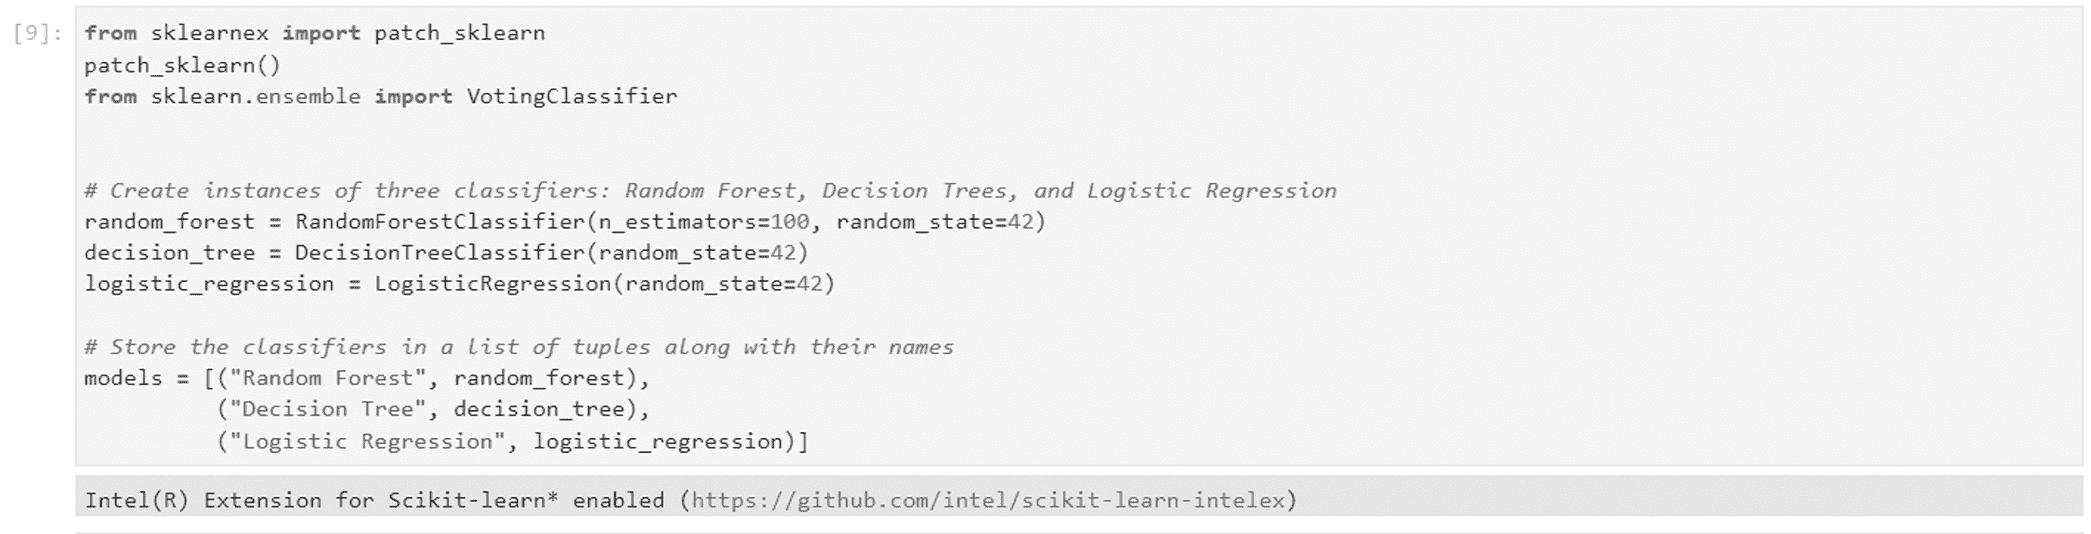 [9]: from sklearnex import patch_sklearn
patch_sklearn()
from sklearn.ensemble import VotingClassifier
# Create instances of three classifiers: Random Forest, Decision Trees, and Logistic Regression
random_forest = RandomForestClassifier(n_estimators=100, random_state=42)
decision_tree = DecisionTreeClassifier(random_state=42)
logistic_regression = LogisticRegression(random_state=42)
# Store the classifiers in a list of tuples along with their names
models = [("Random Forest", random_forest),
("Decision Tree", decision_tree),
("Logistic Regression", logistic_regression)]
Intel(R) Extension for Scikit-learn* enabled (https://github.com/intel/scikit-learn-intelex)